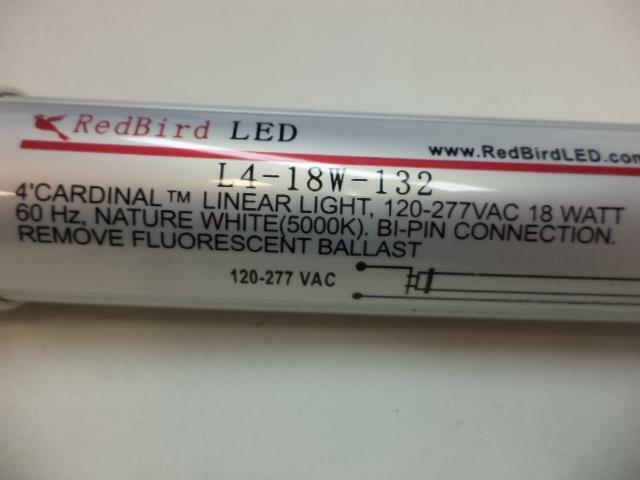 RedBird LED
www.RedBirdLED.com
L4-18W-132
4'CARDINAL™ LINEAR LIGHT, 120-277VAC 18 WATT
60 Hz, NATURE WHITE(5000K). BI-PIN CONNECTION.
REMOVE FLUORESCENT BALLAST
120-277 VAC